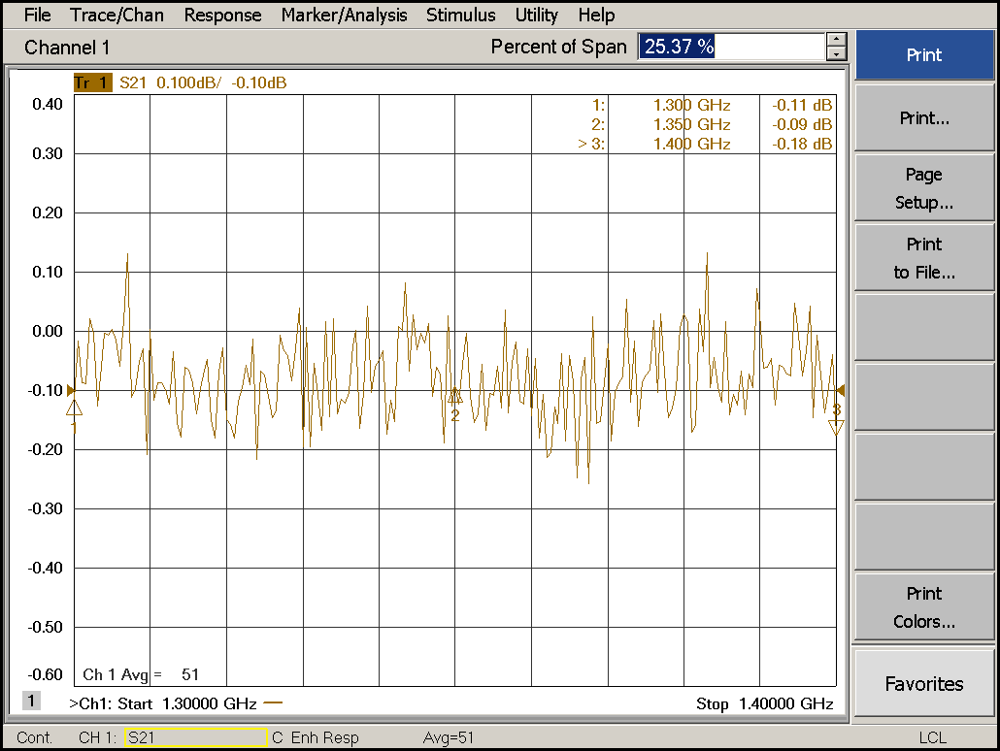 File Trace/Chan Response Marker/Analysis Stimulus Utility Help
Channel 1 Percent of Span 25.37 %
Print
Print...
Page
Setup...
Print
to File...
Print
Colors...
Favorites
Tr 1 S21 0.100dB/ -0.10dB
1: 1.300 GHz -0.11 dB
2: 1.350 GHz -0.09 dB
> 3: 1.400 GHz -0.18 dB
0.40
0.30
0.20
0.10
0.00
-0.10
-0.20
-0.30
-0.40
-0.50
-0.60
1
2
3
Ch 1 Avg = 51
1 >Ch1: Start 1.30000 GHz Stop 1.40000 GHz
Cont. CH 1: S21 C Enh Resp Avg=51 LCL